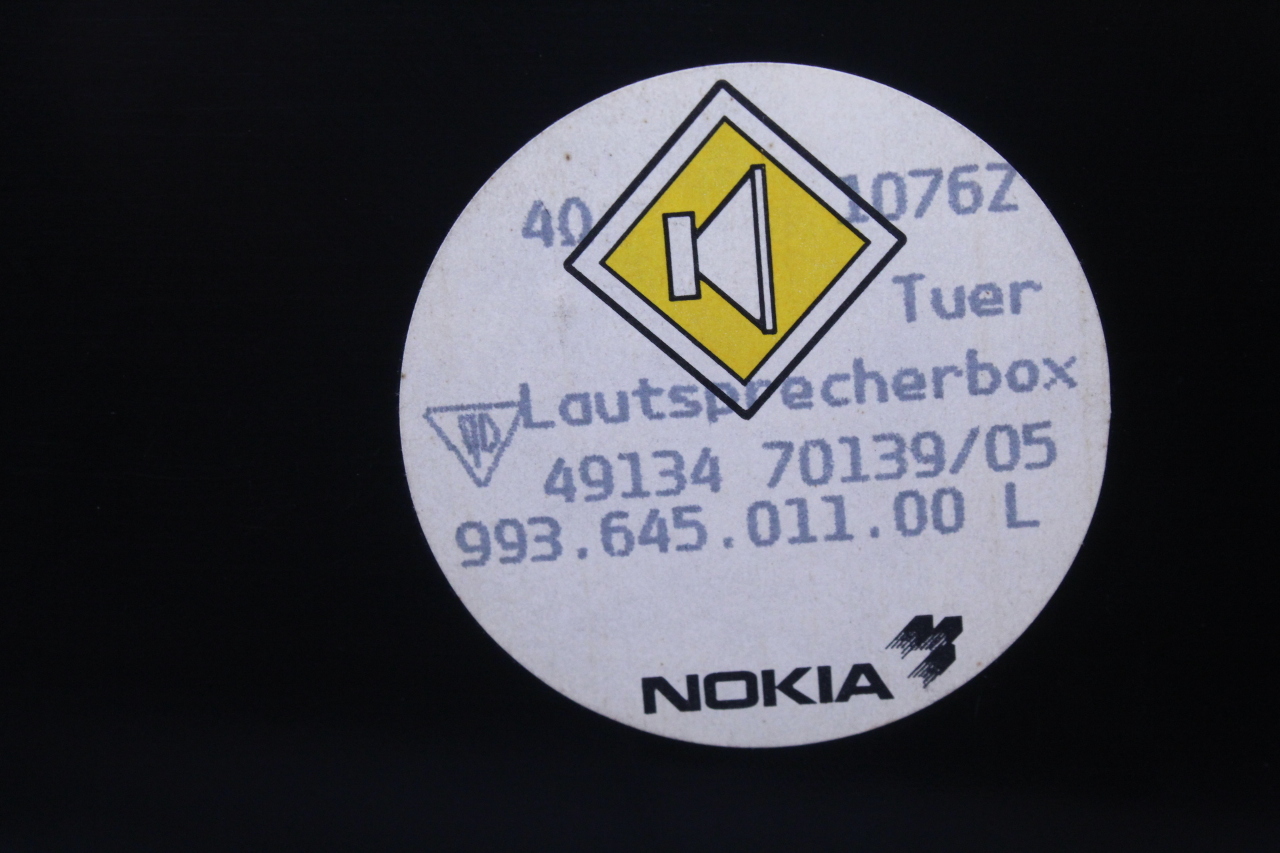 4Ω 1076Z
Tuer
Lautsprecherbox
49134 70139/05
993.645.011.00 L
NOKIA